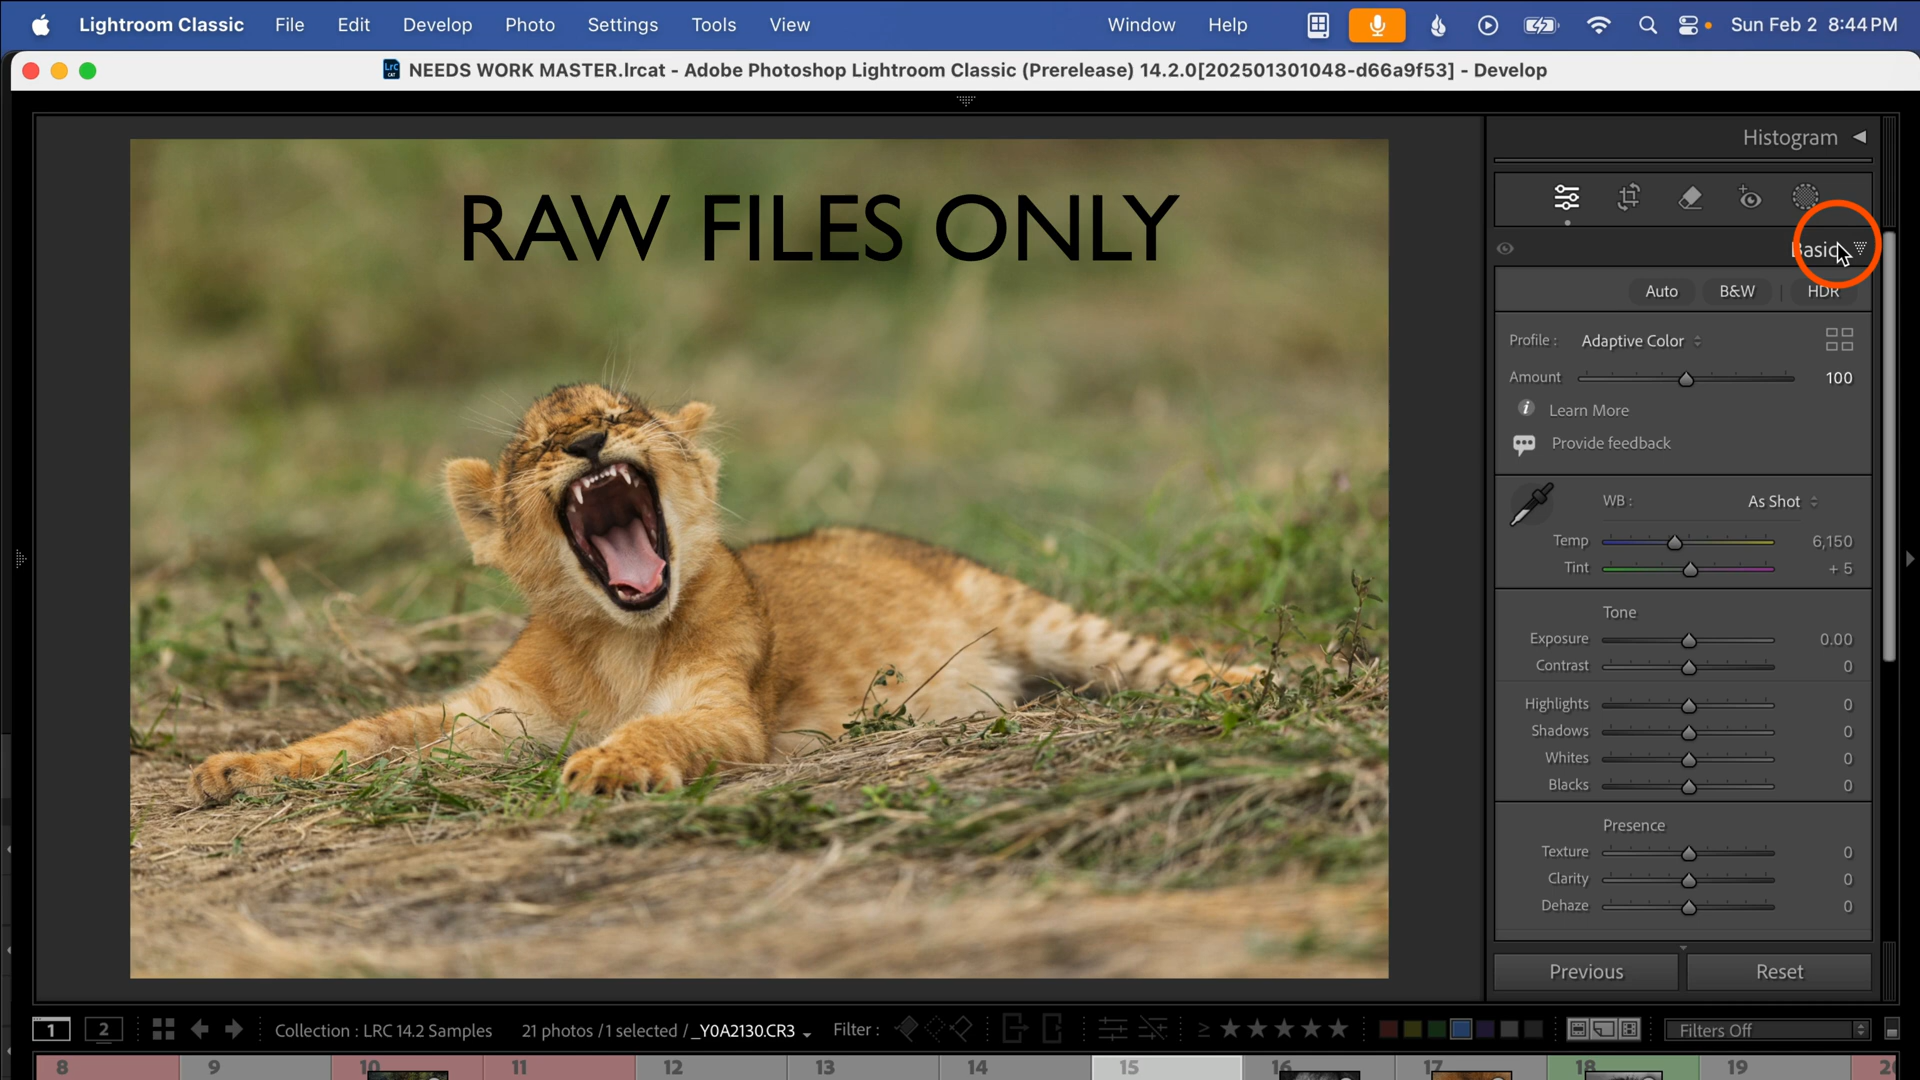 Lightroom Classic File Edit Develop Photo Settings Tools View Window Help Sun Feb 2 8:44 PM
Lrc CAT NEEDS WORK MASTER.lrcat - Adobe Photoshop Lightroom Classic (Prerelease) 14.2.0[202501301048-d66a9f53] - Develop
RAW FILES ONLY
Histogram
Basic
Auto B&W | HDR
Profile : Adaptive Color
Amount 100
Learn More
Provide feedback
WB : As Shot
Temp 6,150
Tint + 5
Tone
Exposure 0.00
Contrast 0
Highlights 0
Shadows 0
Whites 0
Blacks 0
Presence
Texture 0
Clarity 0
Dehaze 0
Previous Reset
1 2 Collection : LRC 14.2 Samples 21 photos / 1 selected / _Y0A2130.CR3 Filter : ≥ ★★★★★ Filters Off
8 9 10 11 12 13 14 15 16 17 18 19